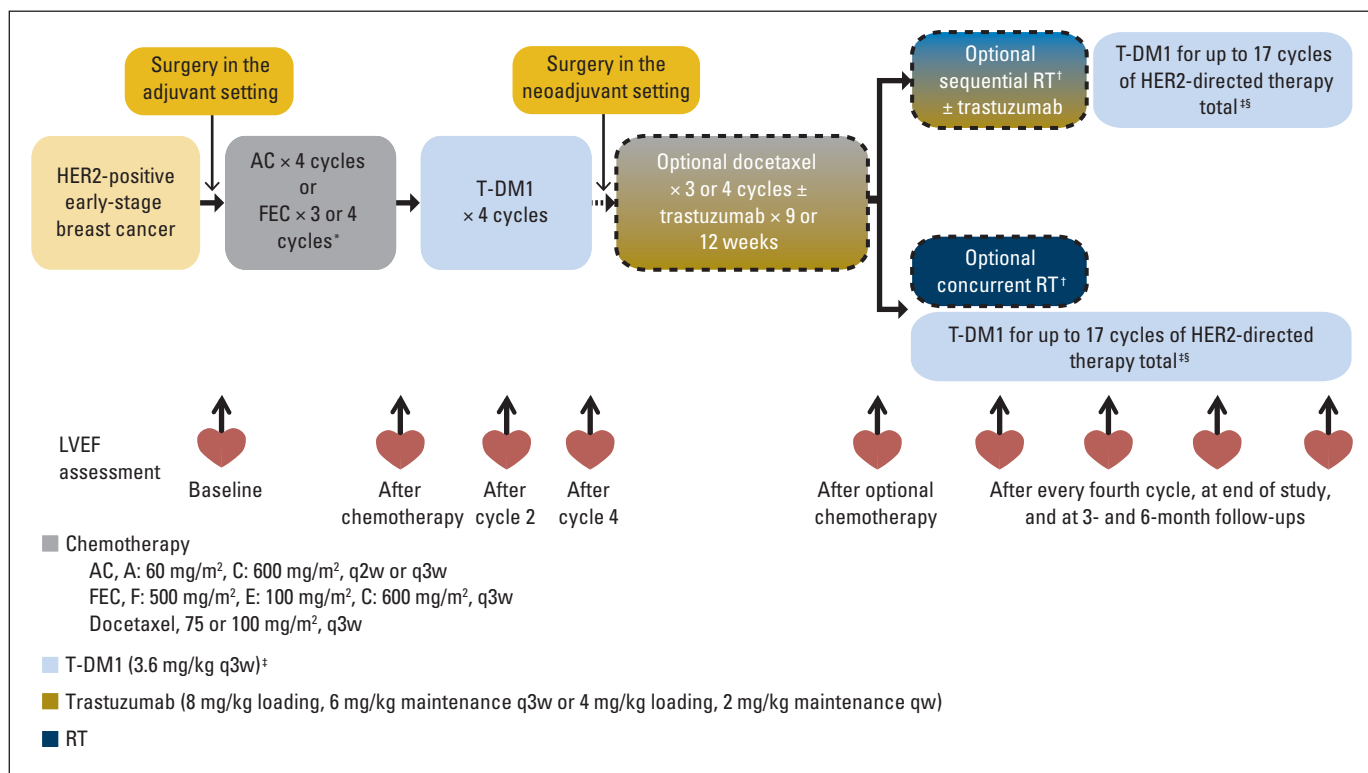 Surgery in the
adjuvant setting
Surgery in the
neoadjuvant setting
HER2-positive
early-stage
breast cancer
AC × 4 cycles
or
FEC × 3 or 4
cycles*
T-DM1
× 4 cycles
Optional docetaxel
× 3 or 4 cycles ±
trastuzumab × 9 or
12 weeks
Optional
sequential RT†
± trastuzumab
T-DM1 for up to 17 cycles
of HER2-directed therapy
total‡§
Optional
concurrent RT†
T-DM1 for up to 17 cycles of HER2-directed
therapy total‡§
LVEF
assessment
Baseline
After
chemotherapy
After
cycle 2
After
cycle 4
After optional
chemotherapy
After every fourth cycle, at end of study,
and at 3- and 6-month follow-ups
Chemotherapy
AC, A: 60 mg/m², C: 600 mg/m², q2w or q3w
FEC, F: 500 mg/m², E: 100 mg/m², C: 600 mg/m², q3w
Docetaxel, 75 or 100 mg/m², q3w
T-DM1 (3.6 mg/kg q3w)‡
Trastuzumab (8 mg/kg loading, 6 mg/kg maintenance q3w or 4 mg/kg loading, 2 mg/kg maintenance qw)
RT